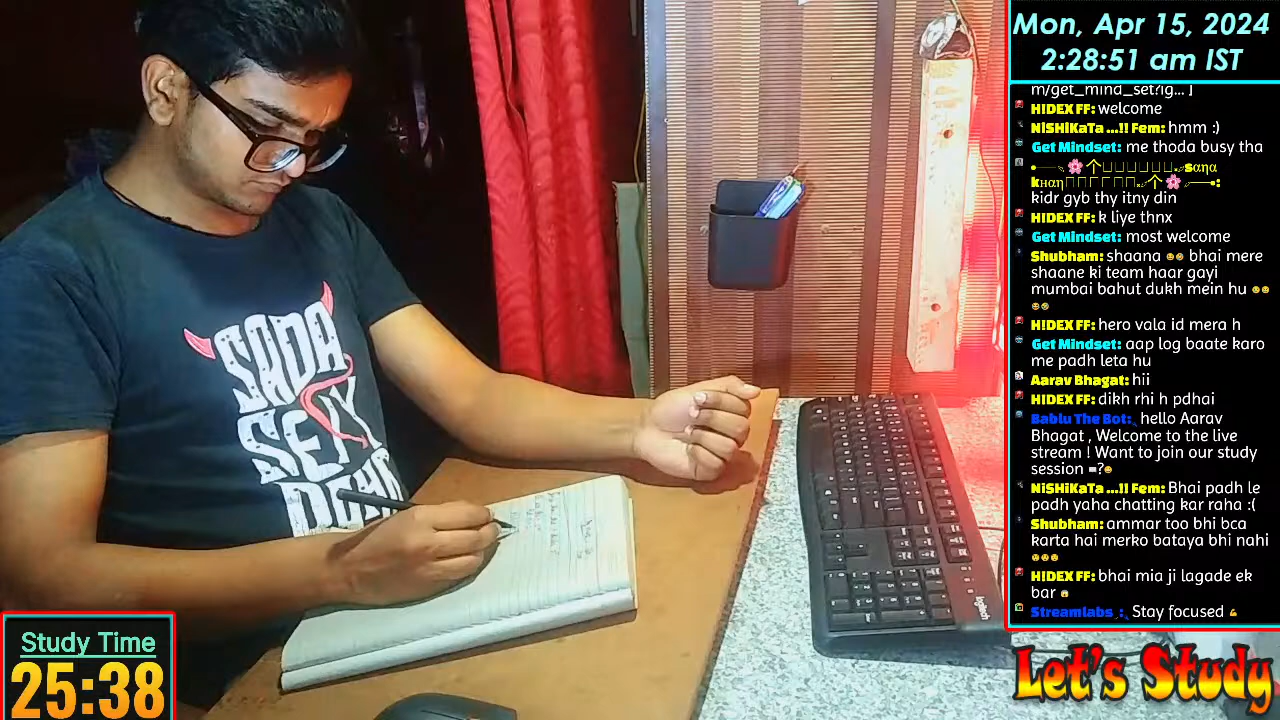 Mon, Apr 15, 2024
2:28:51 am IST
m/get_mind_set?ig... ]
HIDEX FF: welcome
NiSHiKaTa ...!! Fem: hmm :)
Get Mindset: me thoda busy tha
kidr gyb thy itny din
HIDEX FF: k liye thnx
Get Mindset: most welcome
Shubham: shaana 😂😂 bhai mere
shaane ki team haar gayi
mumbai bahut dukh mein hu
HIDEX FF: hero vala id mera h
Get Mindset: aap log baate karo
me padh leta hu
Aarav Bhagat: hii
HIDEX FF: dikh rhi h pdhai
Bablu The Bot: hello Aarav
Bhagat , Welcome to the live
stream ! Want to join our study
session ?
NiSHiKaTa ...!! Fem: Bhai padh le
padh yaha chatting kar raha :(
Shubham: ammar too bhi bca
karta hai merko bataya bhi nahi
HIDEX FF: bhai mia ji lagade ek
bar
Streamlabs : Stay focused 💪
SADA
SEXY
logitech
Study Time
25:38
Let's Study